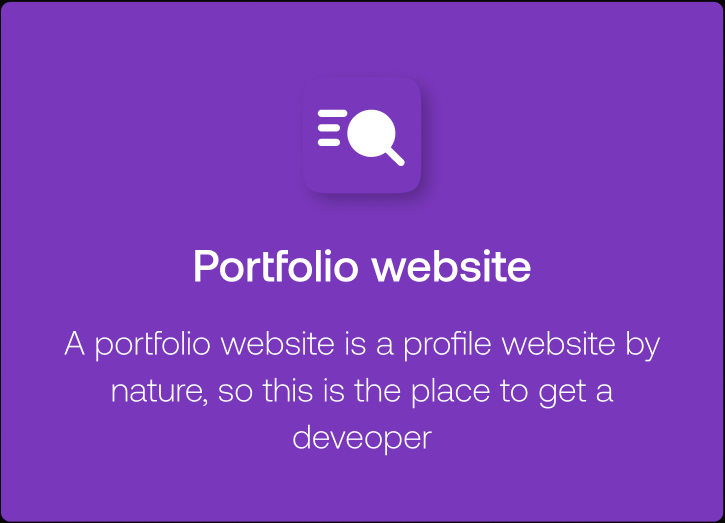 Portfolio website
A portfolio website is a profile website by
nature, so this is the place to get a
deveoper